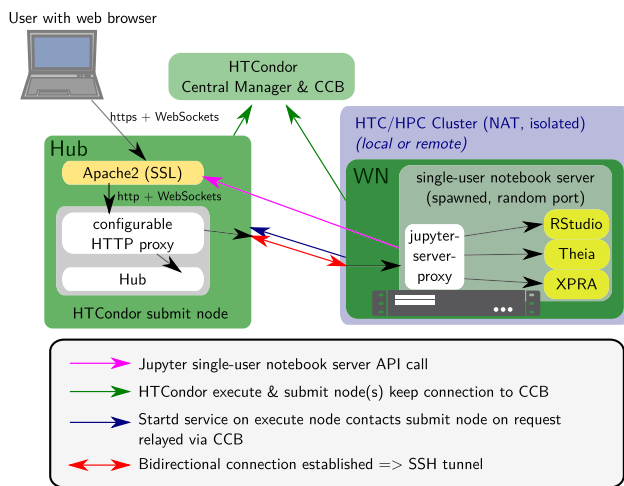 User with web browser
HTCondor
Central Manager & CCB
https + WebSockets
HTC/HPC Cluster (NAT, isolated)
(local or remote)
Hub
Apache2 (SSL)
http + WebSockets
configurable
HTTP proxy
Hub
HTCondor submit node
WN
single-user notebook server
(spawned, random port)
jupyter-
server-
proxy
RStudio
Theia
XPRA
Jupyter single-user notebook server API call
HTCondor execute & submit node(s) keep connection to CCB
Startd service on execute node contacts submit node on request
relayed via CCB
Bidirectional connection established => SSH tunnel